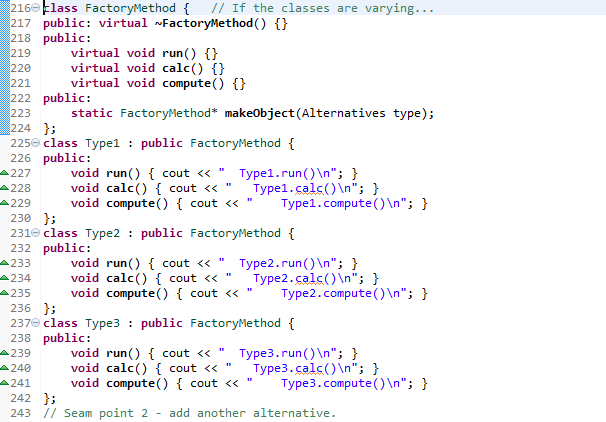 216 class FactoryMethod {   // If the classes are varying...
217 public: virtual ~FactoryMethod() {}
218 public:
219     virtual void run() {}
220     virtual void calc() {}
221     virtual void compute() {}
222 public:
223     static FactoryMethod* makeObject(Alternatives type);
224 };
225 class Type1 : public FactoryMethod {
226 public:
227     void run() { cout << "  Type1.run()\n"; }
228     void calc() { cout << "   Type1.calc()\n"; }
229     void compute() { cout << "    Type1.compute()\n"; }
230 };
231 class Type2 : public FactoryMethod {
232 public:
233     void run() { cout << "  Type2.run()\n"; }
234     void calc() { cout << "   Type2.calc()\n"; }
235     void compute() { cout << "    Type2.compute()\n"; }
236 };
237 class Type3 : public FactoryMethod {
238 public:
239     void run() { cout << "  Type3.run()\n"; }
240     void calc() { cout << "   Type3.calc()\n"; }
241     void compute() { cout << "    Type3.compute()\n"; }
242 };
243 // Seam point 2 - add another alternative.